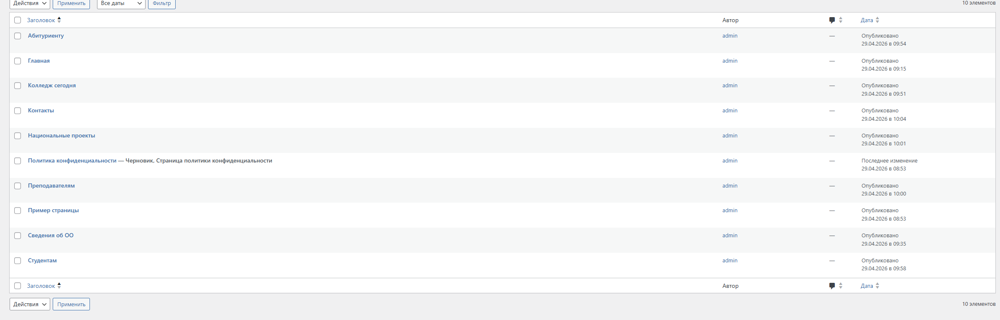 Действия Применить Все даты Фильтр 10 элементов
Заголовок Автор Дата
Абитуриенту admin — Опубликовано
29.04.2026 в 09:54
Главная admin — Опубликовано
29.04.2026 в 09:15
Колледж сегодня admin — Опубликовано
29.04.2026 в 09:51
Контакты admin — Опубликовано
29.04.2026 в 10:04
Национальные проекты admin — Опубликовано
29.04.2026 в 10:01
Политика конфиденциальности — Черновик, Страница политики конфиденциальности admin — Последнее изменение
29.04.2026 в 08:53
Преподавателям admin — Опубликовано
29.04.2026 в 10:00
Пример страницы admin — Опубликовано
29.04.2026 в 08:53
Сведения об ОО admin — Опубликовано
29.04.2026 в 09:35
Студентам admin — Опубликовано
29.04.2026 в 09:58
Заголовок Автор Дата
Действия Применить 10 элементов